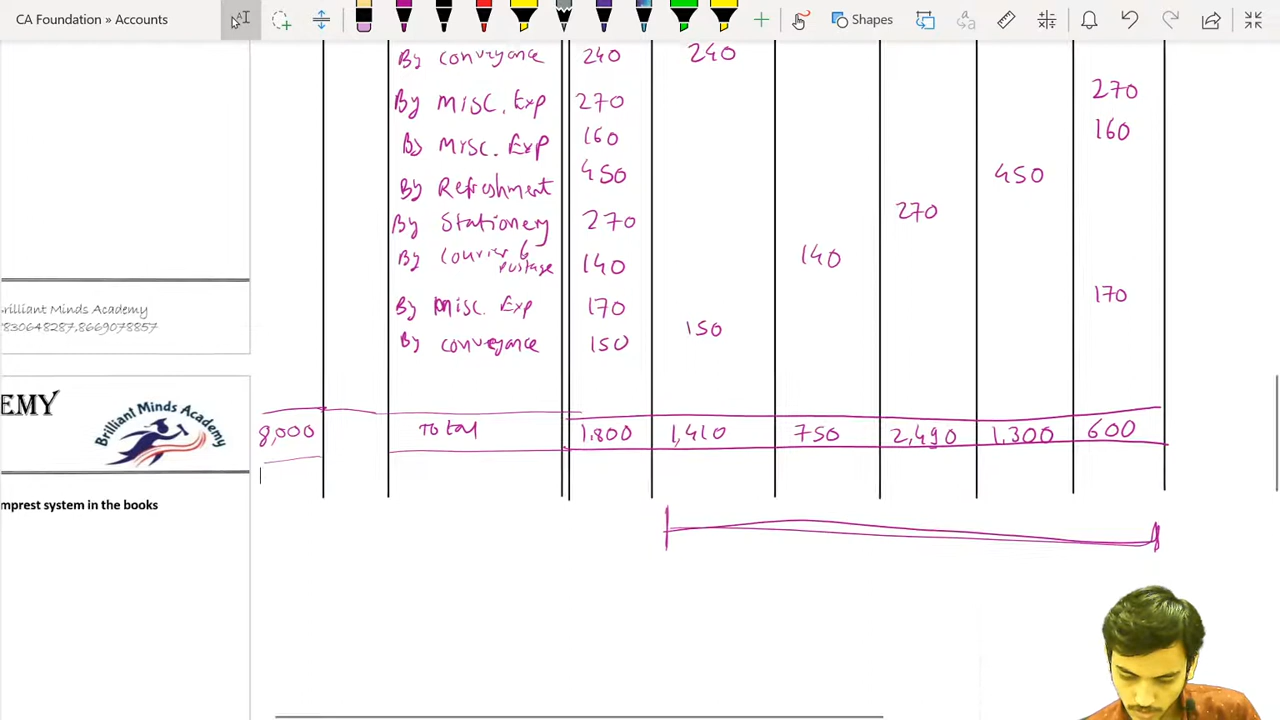 CA Foundation » Accounts
Shapes
By conveyance 240 240
By Misc. Exp 270 270
By Misc. Exp 160 160
By Refreshment 450 450
By Stationery 270 270
By Courier & postage 140 140
By Misc. Exp 170 170
By conveyance 150 150
8,000 Total 1,800 1,410 750 2,490 1,300 600
rilliant Minds Academy
7830648287,8669078857
EMY
Brilliant Minds Academy
mprest system in the books